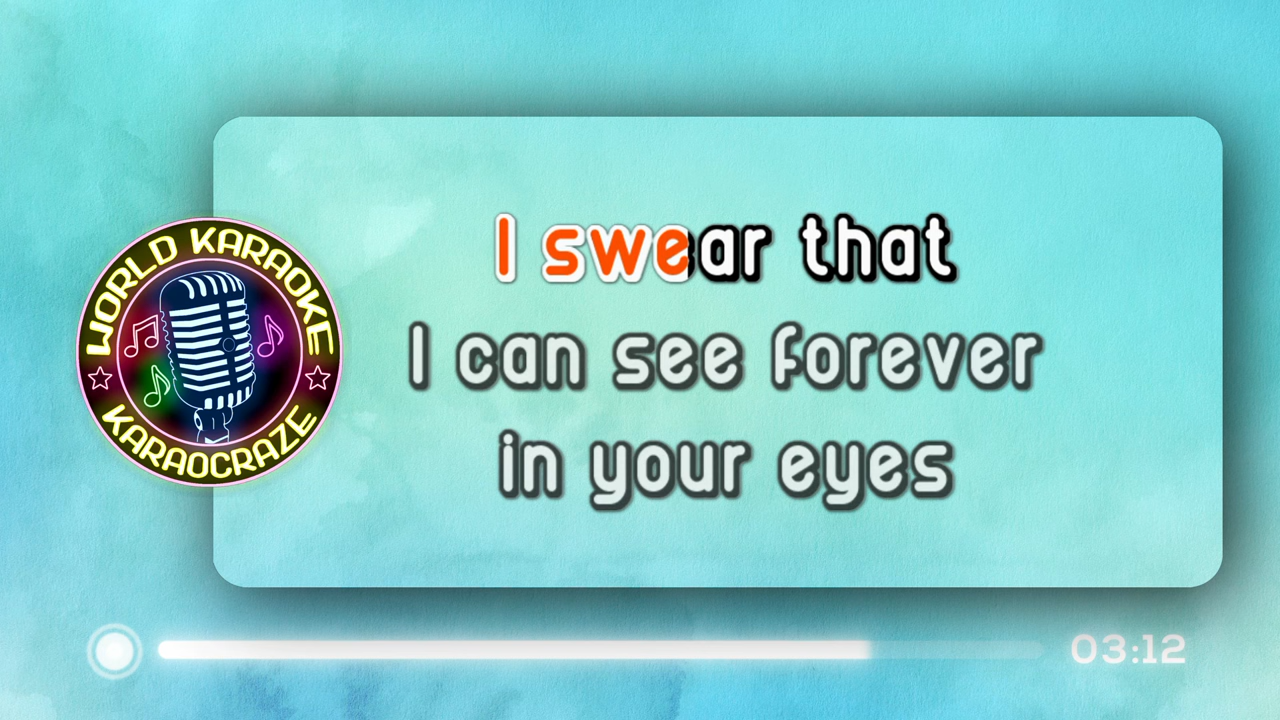 WORLD KARAOKE
KARAOCRAZE
I swear that
I can see forever
in your eyes
03:12